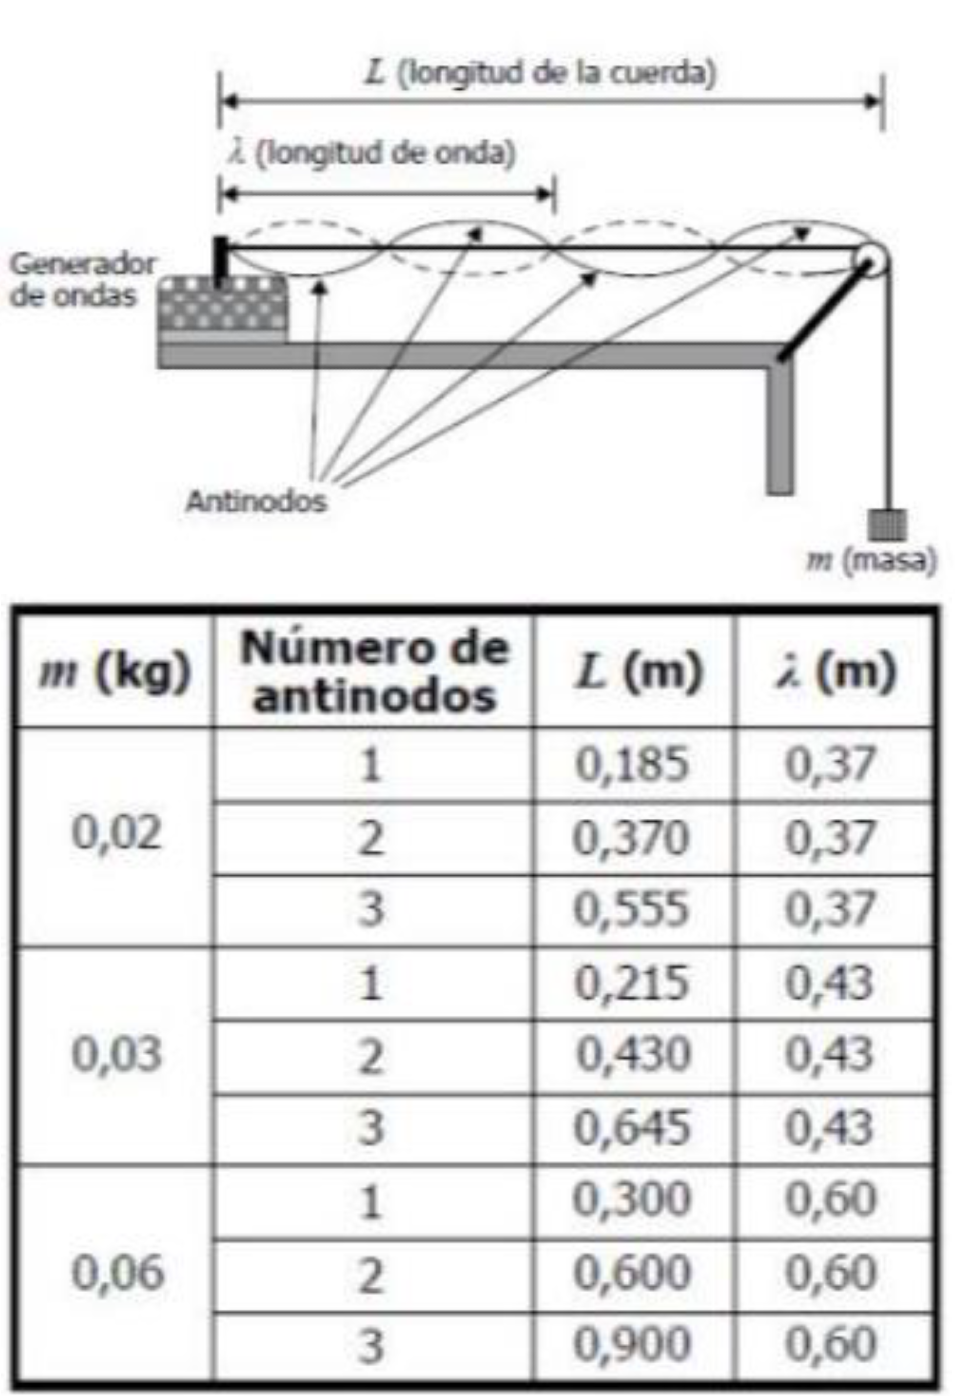 L (longitud de la cuerda)
λ (longitud de onda)
Generador
de ondas
Antinodos
m (masa)
m (kg) Número de antinodos L (m) λ (m)
0,02 1 0,185 0,37
2 0,370 0,37
3 0,555 0,37
0,03 1 0,215 0,43
2 0,430 0,43
3 0,645 0,43
0,06 1 0,300 0,60
2 0,600 0,60
3 0,900 0,60